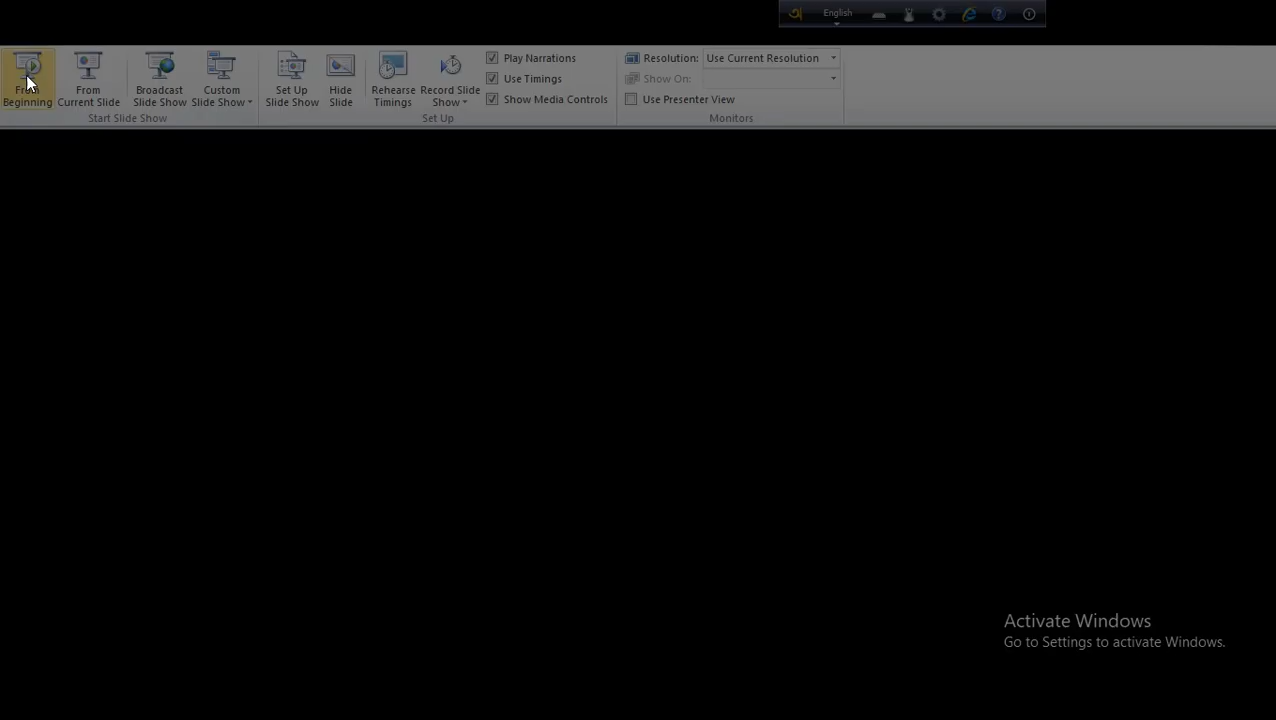 অ English
From Beginning
From Current Slide
Broadcast Slide Show
Custom Slide Show
Set Up Slide Show
Hide Slide
Rehearse Timings
Record Slide Show
Play Narrations
Use Timings
Show Media Controls
Resolution: Use Current Resolution
Show On:
Use Presenter View
Start Slide Show
Set Up
Monitors
Activate Windows
Go to Settings to activate Windows.